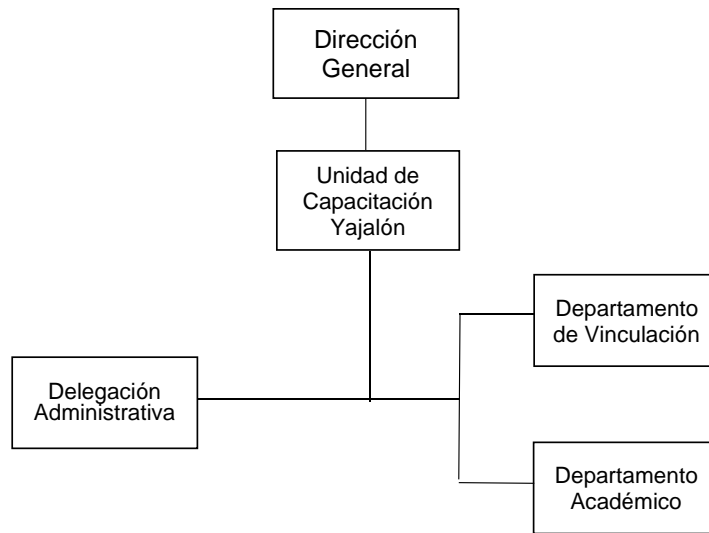 Dirección
General
Unidad de
Capacitación
Yajalón
Departamento
de Vinculación
Delegación
Administrativa
Departamento
Académico